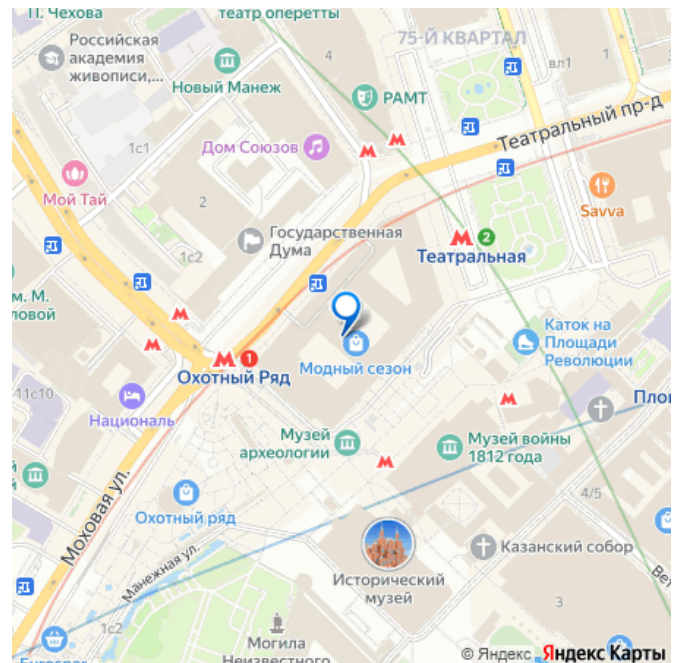 П. Чехова
театр оперетты
Российская
академия
живописи,...
75-Й КВАРТАЛ
4
вл1
1
Новый Манеж
РАМТ
Театральный пр-д
1с1
Дом Союзов
Мой Тай
2
Savva
Государственная
Дума
2
Театральная
1с2
м. М.
ловой
Каток на
Площади
Революции
1
Охотный Ряд
Модный сезон
11с10
Националь
Пло
Музей
археологии
Музей войны
1812 года
Моховая ул.
4/5
Охотный ряд
Казанский собор
Манежная ул.
Исторический
музей
Вет
3
1с2
Могила
Неизвестного
© Яндекс Яндекс Карты